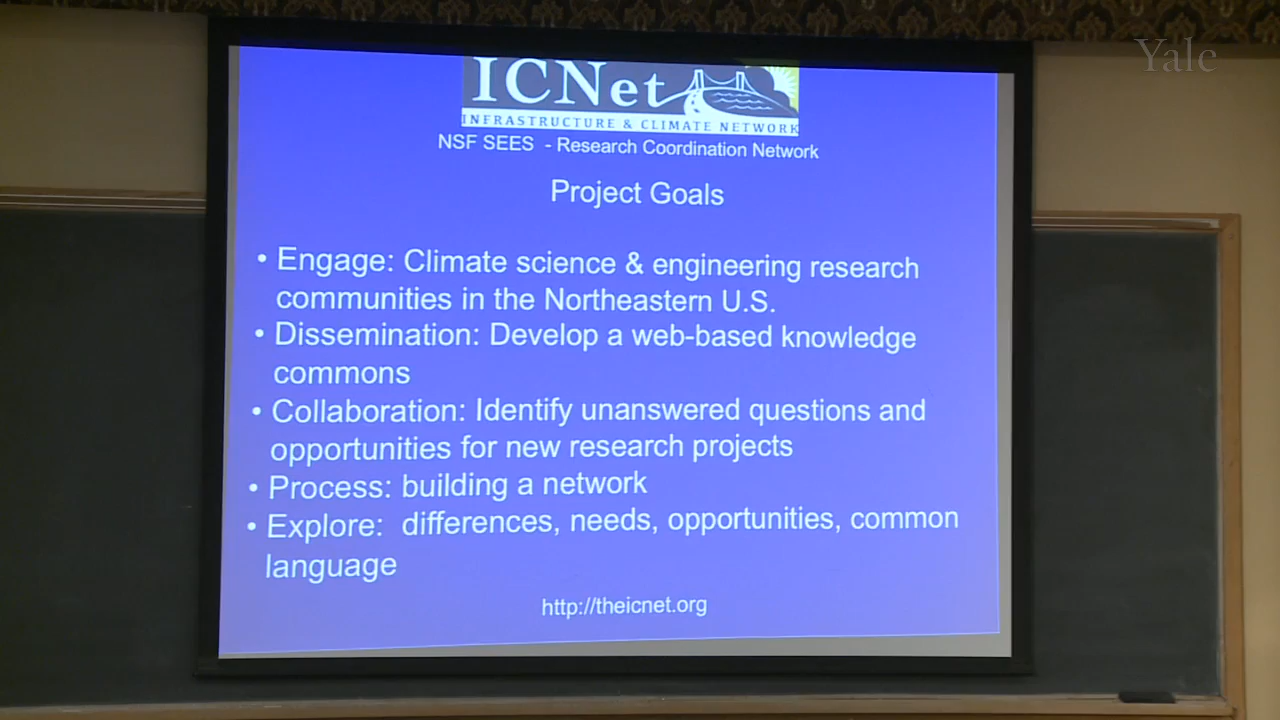 Yale
ICNet
INFRASTRUCTURE & CLIMATE NETWORK
NSF SEES - Research Coordination Network
Project Goals
• Engage: Climate science & engineering research
communities in the Northeastern U.S.
• Dissemination: Develop a web-based knowledge
commons
• Collaboration: Identify unanswered questions and
opportunities for new research projects
• Process: building a network
• Explore: differences, needs, opportunities, common
language
http://theicnet.org